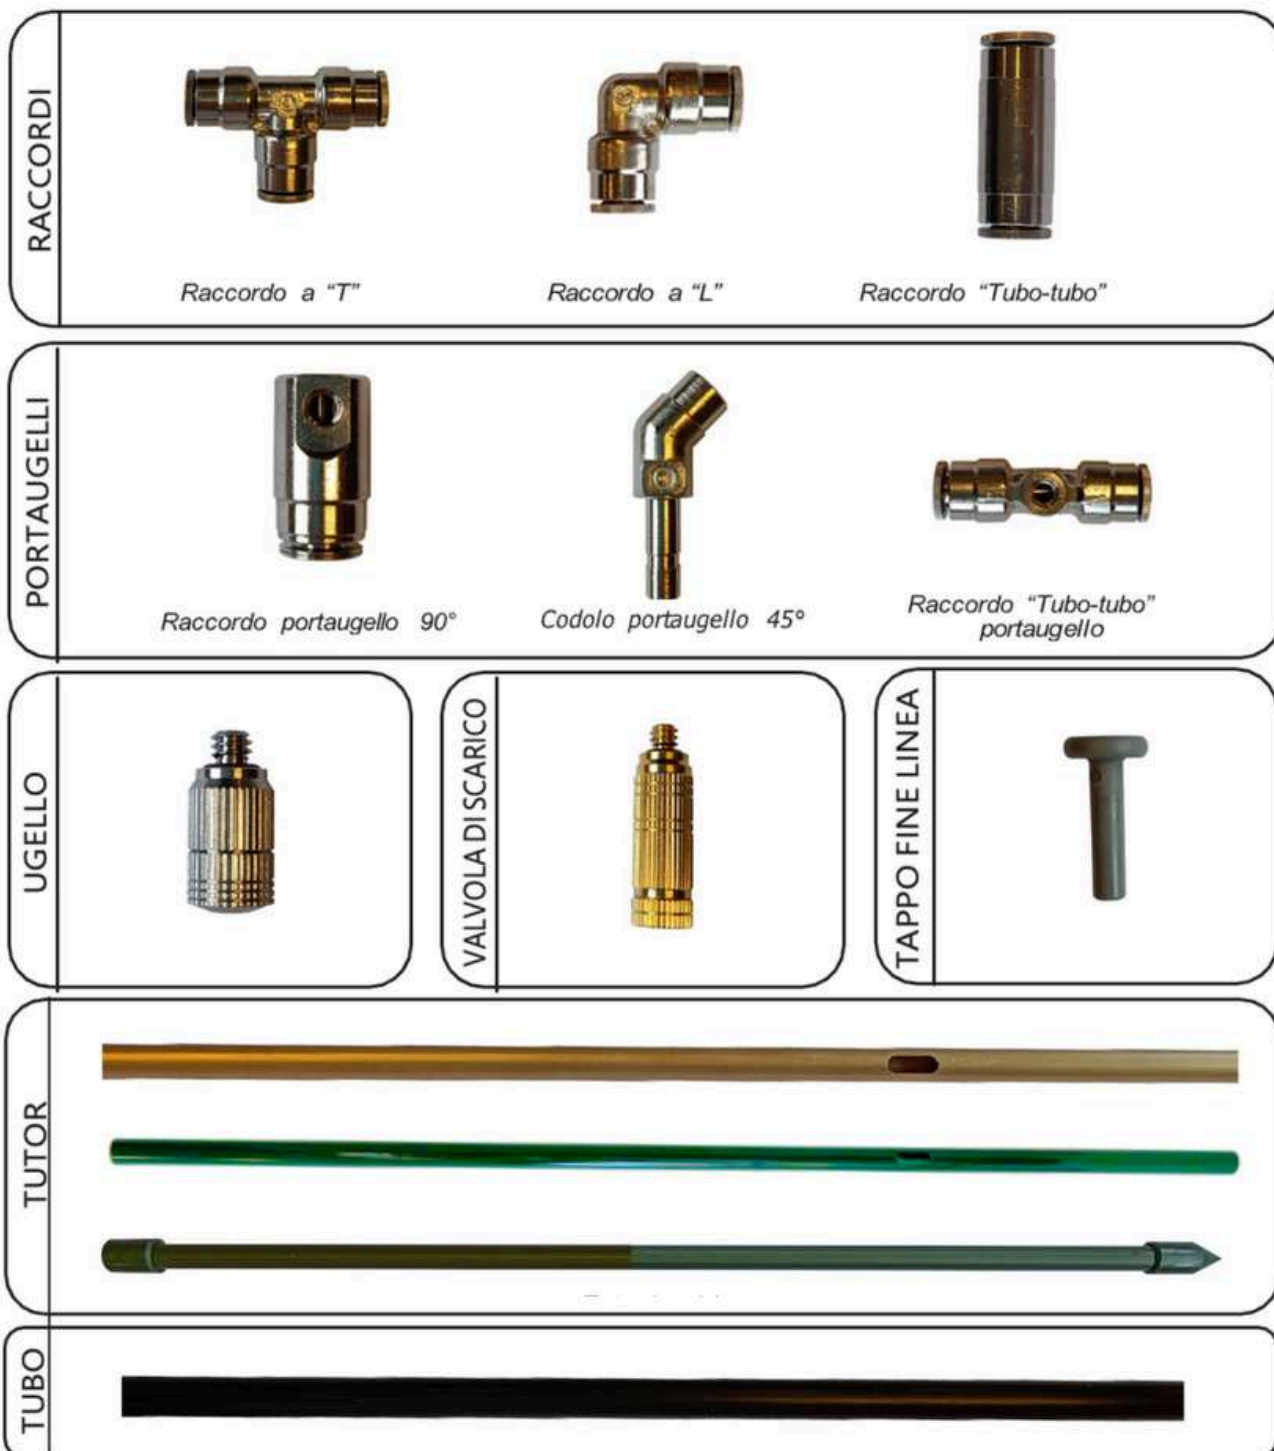 RACCORDI
Raccordo a “T”
Raccordo a “L”
Raccordo “Tubo-tubo”
PORTAUGELLI
Raccordo portaugello 90°
Codolo portaugello 45°
Raccordo “Tubo-tubo”
portaugello
UGELLO
VALVOLA DI SCARICO
TAPPO FINE LINEA
TUTOR
TUBO